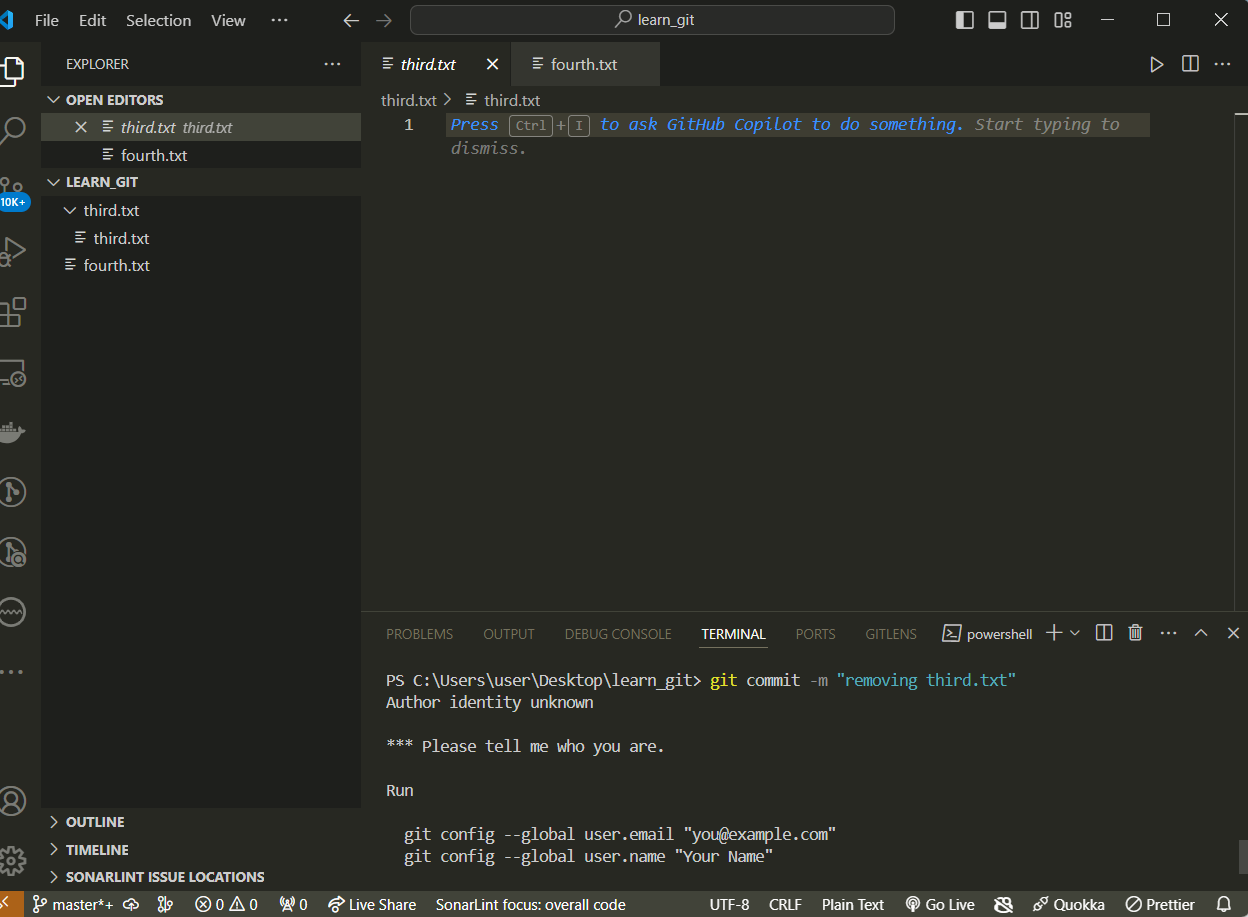 File Edit Selection View ··· learn_git
EXPLORER ···
OPEN EDITORS
third.txt third.txt
fourth.txt
LEARN_GIT
third.txt
third.txt
fourth.txt
10K+
OUTLINE
TIMELINE
SONARLINT ISSUE LOCATIONS
third.txt fourth.txt
third.txt > third.txt
1 Press Ctrl+I to ask GitHub Copilot to do something. Start typing to
dismiss.
PROBLEMS OUTPUT DEBUG CONSOLE TERMINAL PORTS GITLENS powershell
PS C:\Users\user\Desktop\learn_git> git commit -m "removing third.txt"
Author identity unknown
*** Please tell me who you are.
Run
git config --global user.email "you@example.com"
git config --global user.name "Your Name"
master*+ 0 0 0 Live Share SonarLint focus: overall code UTF-8 CRLF Plain Text Go Live Quokka Prettier